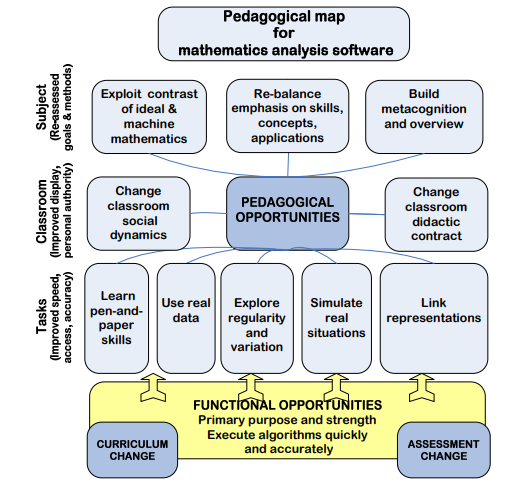 Pedagogical map
for
mathematics analysis software
Subject
(Re-assessed
goals & methods)
Exploit contrast
of ideal &
machine
mathematics
Re-balance
emphasis on skills,
concepts,
applications
Build
metacognition
and overview
Classroom
(Improved display,
personal authority)
Change
classroom
social
dynamics
PEDAGOGICAL
OPPORTUNITIES
Change
classroom
didactic
contract
Tasks
(Improved speed,
access, accuracy)
Learn
pen-and-
paper
skills
Use real
data
Explore
regularity
and
variation
Simulate
real
situations
Link
representations
FUNCTIONAL OPPORTUNITIES
Primary purpose and strength
Execute algorithms quickly
and accurately
CURRICULUM
CHANGE
ASSESSMENT
CHANGE